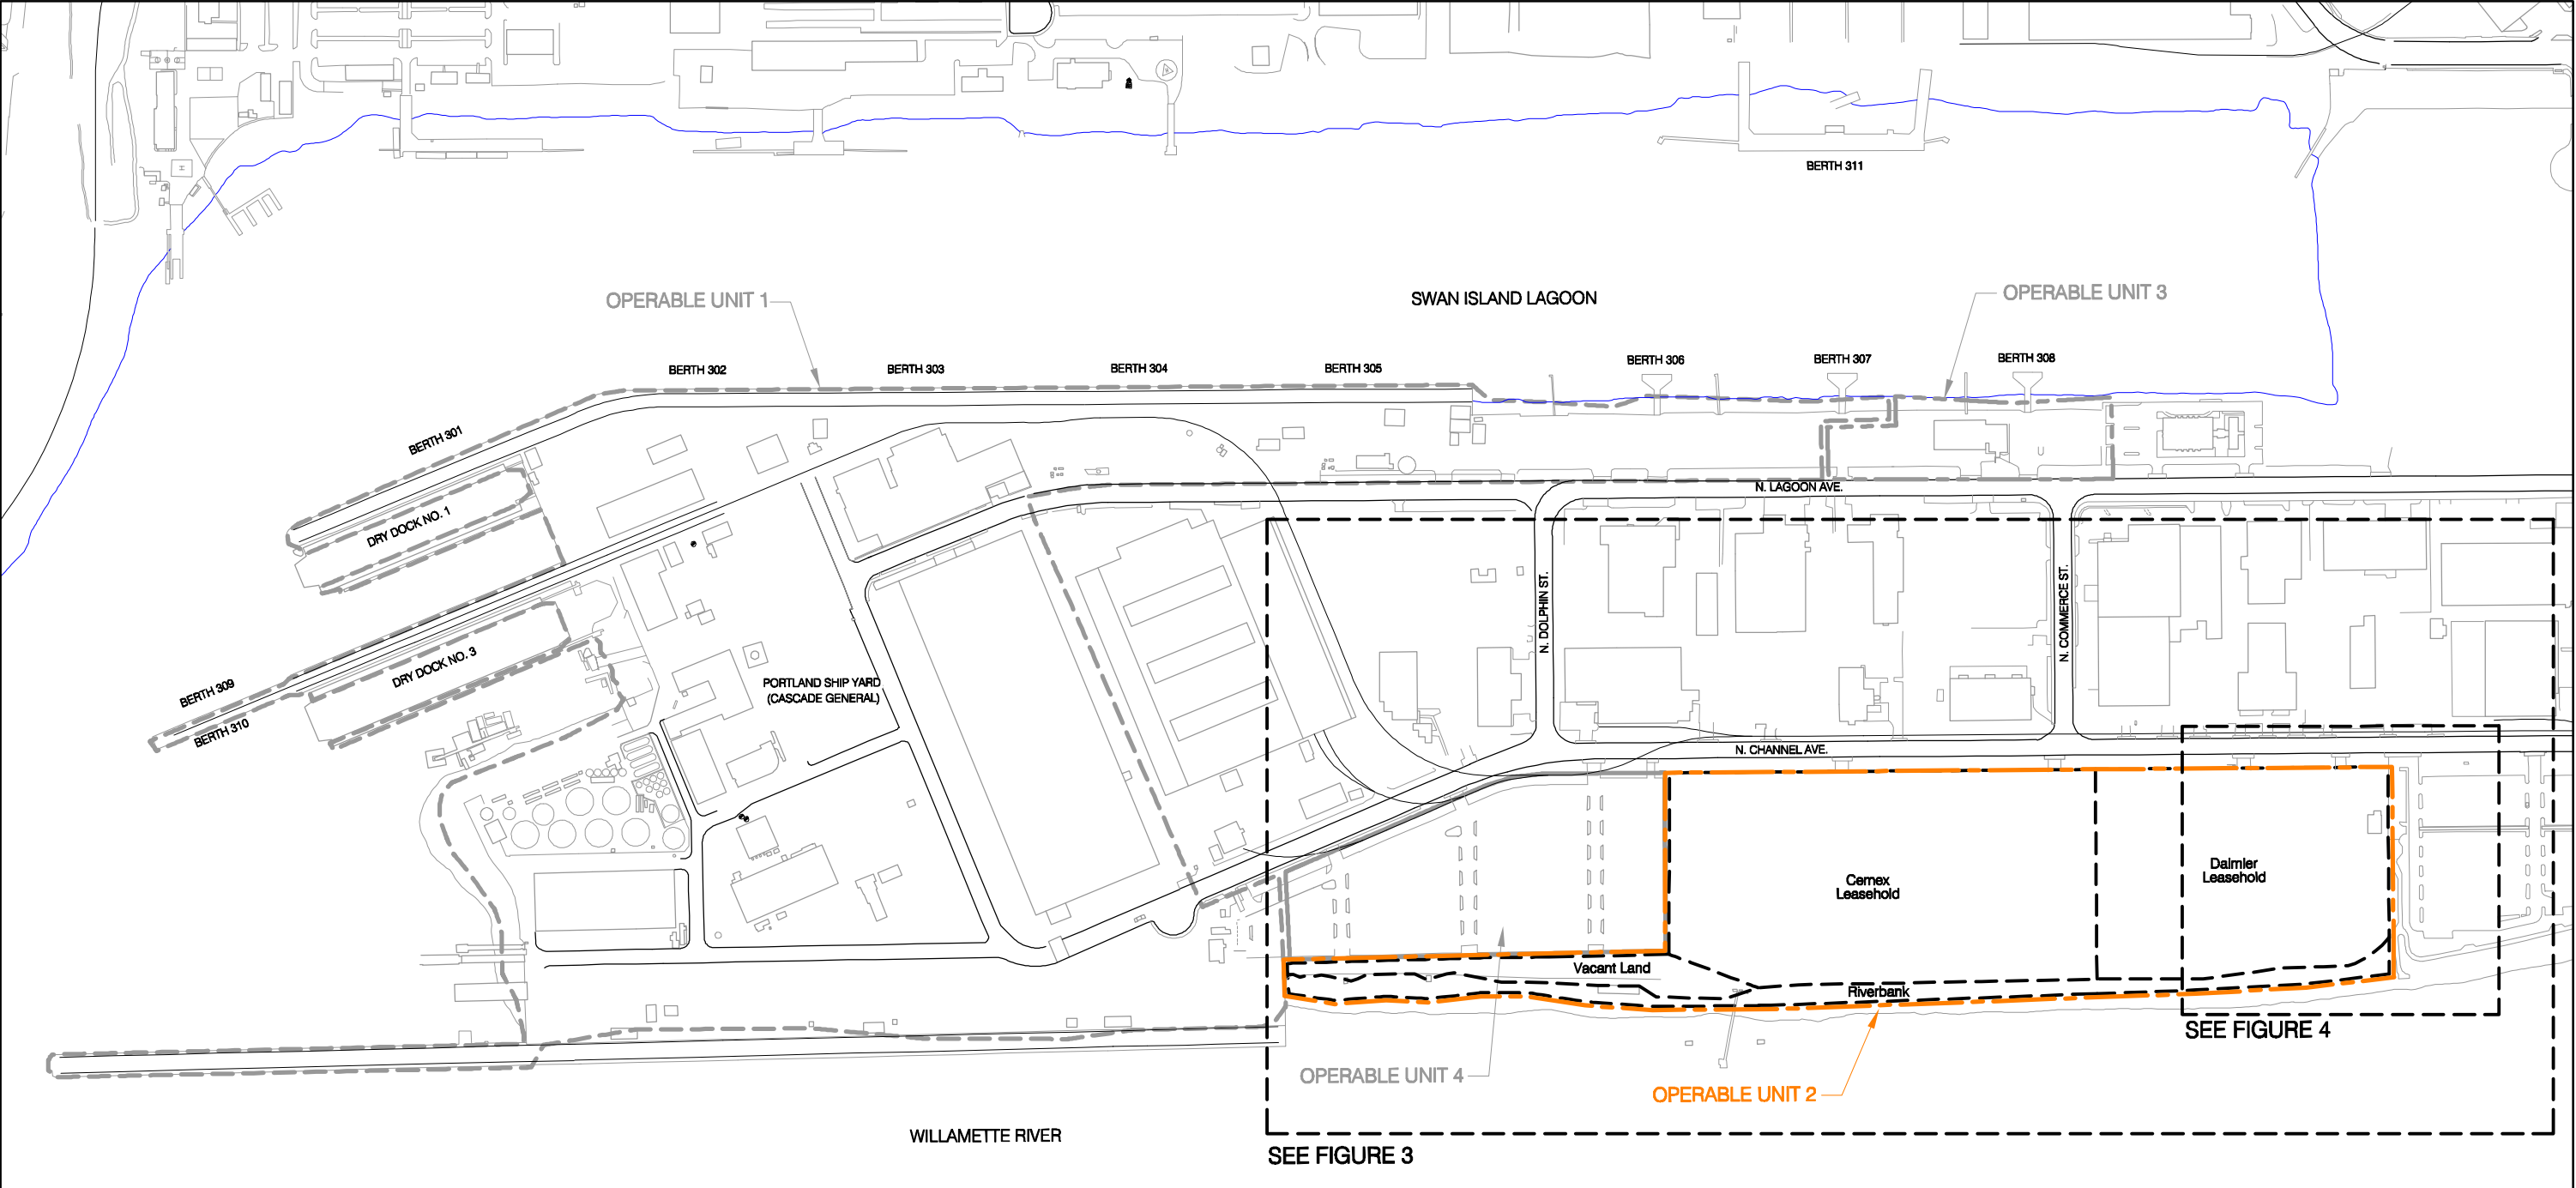 BERTH 311
OPERABLE UNIT 1
SWAN ISLAND LAGOON
OPERABLE UNIT 3
BERTH 302
BERTH 303
BERTH 304
BERTH 305
BERTH 306
BERTH 307
BERTH 308
BERTH 301
DRY DOCK NO. 1
N. LAGOON AVE.
N. DOLPHIN ST.
N. COMMERCE ST.
BERTH 309
DRY DOCK NO. 3
BERTH 310
PORTLAND SHIP YARD
(CASCADE GENERAL)
N. CHANNEL AVE.
Cemex
Leasehold
Daimler
Leasehold
Vacant Land
Riverbank
SEE FIGURE 4
OPERABLE UNIT 4
OPERABLE UNIT 2
WILLAMETTE RIVER
SEE FIGURE 3